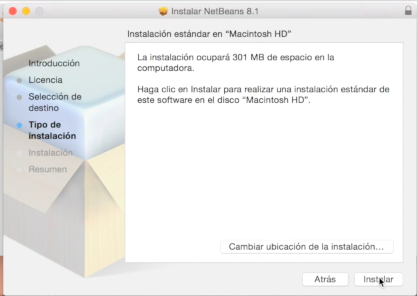 Instalar NetBeans 8.1
Instalación estándar en “Macintosh HD”
Introducción
Licencia
Selección de
destino
Tipo de
instalación
Instalación
Resumen
La instalación ocupará 301 MB de espacio en la
computadora.
Haga clic en Instalar para realizar una instalación estándar de
este software en el disco “Macintosh HD”.
Cambiar ubicación de la instalación...
Atrás
Instalar